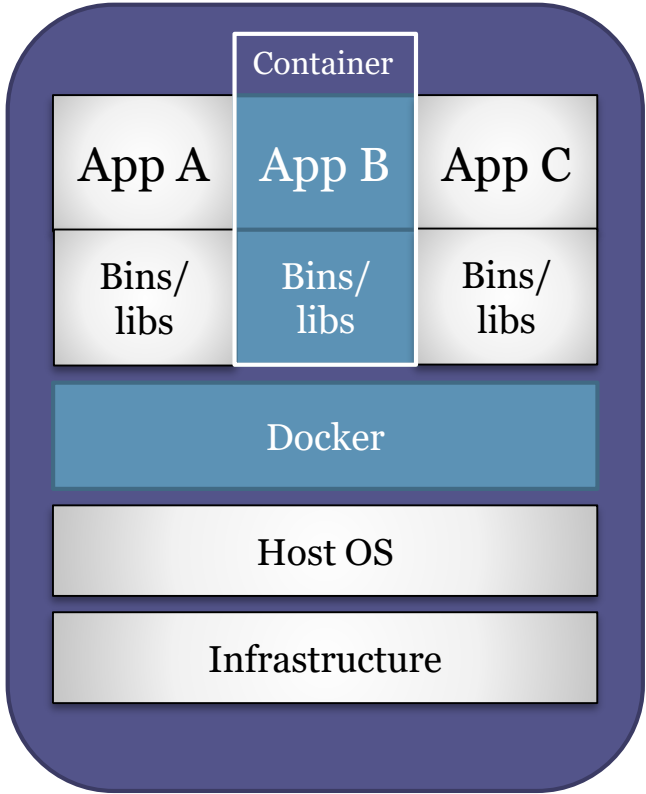 Container
App A
App B
App C
Bins/
libs
Bins/
libs
Bins/
libs
Docker
Host OS
Infrastructure